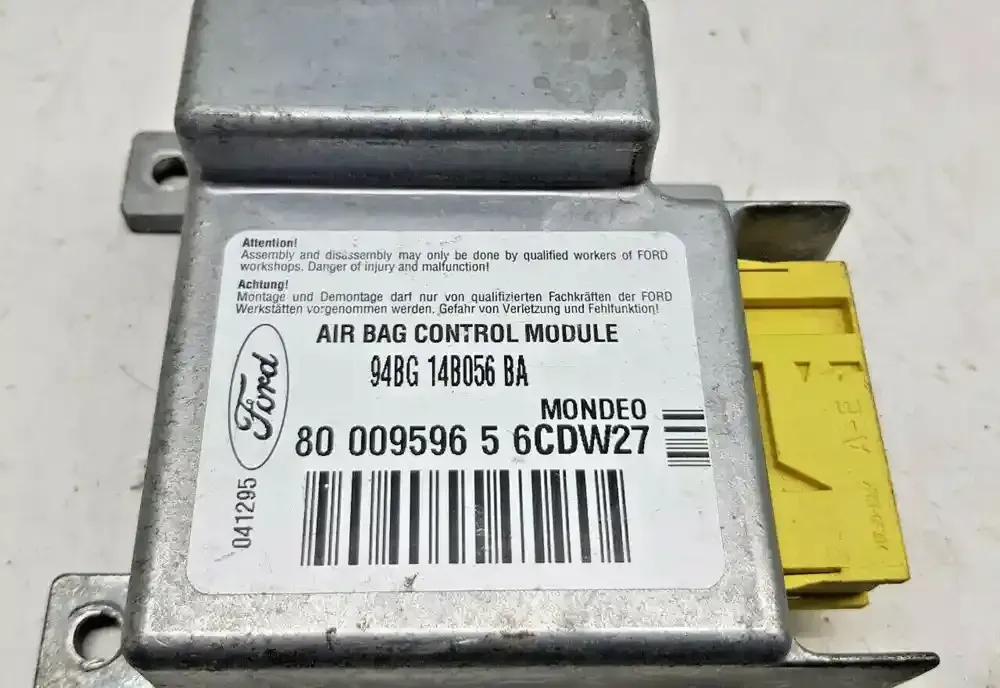 Attention!
Assembly and disassembly may only be done by qualified workers of FORD
workshops. Danger of injury and malfunction!
Achtung!
Montage und Demontage darf nur von qualifizierten Fachkräften der FORD
Werkstätten vorgenommen werden. Gefahr von Verletzung und Fehlfunktion!
AIR BAG CONTROL MODULE
94BG 14B056 BA
Ford
MONDEO
80 009596 5 6CDW27
041295
A-E